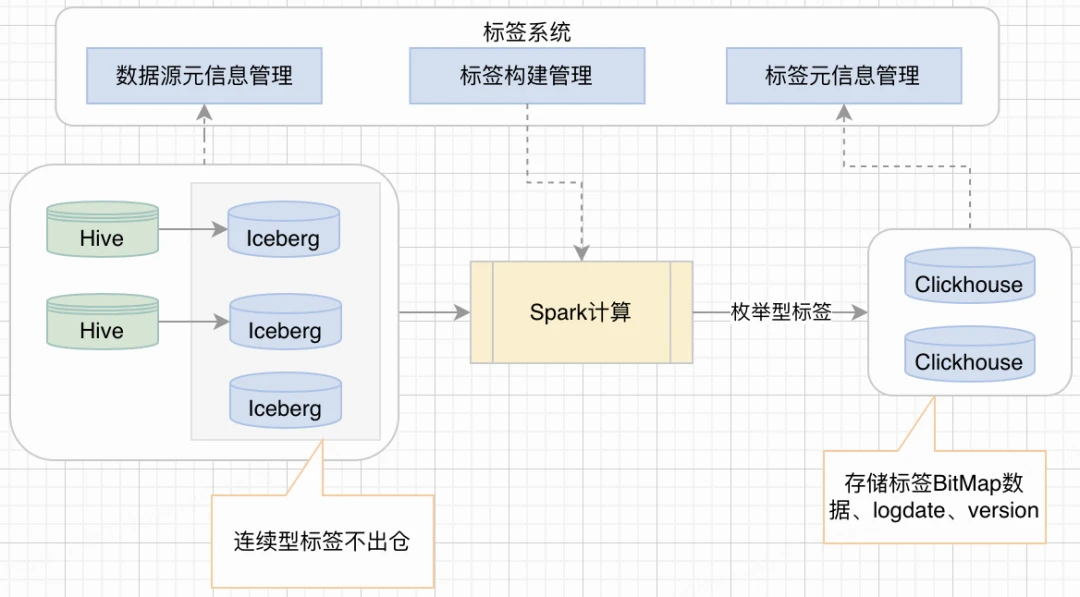 标签系统
数据源元信息管理
标签构建管理
标签元信息管理
Hive
Iceberg
Hive
Iceberg
Iceberg
Spark计算
枚举型标签
Clickhouse
Clickhouse
连续型标签不出仓
存储标签BitMap数
据、logdate、version